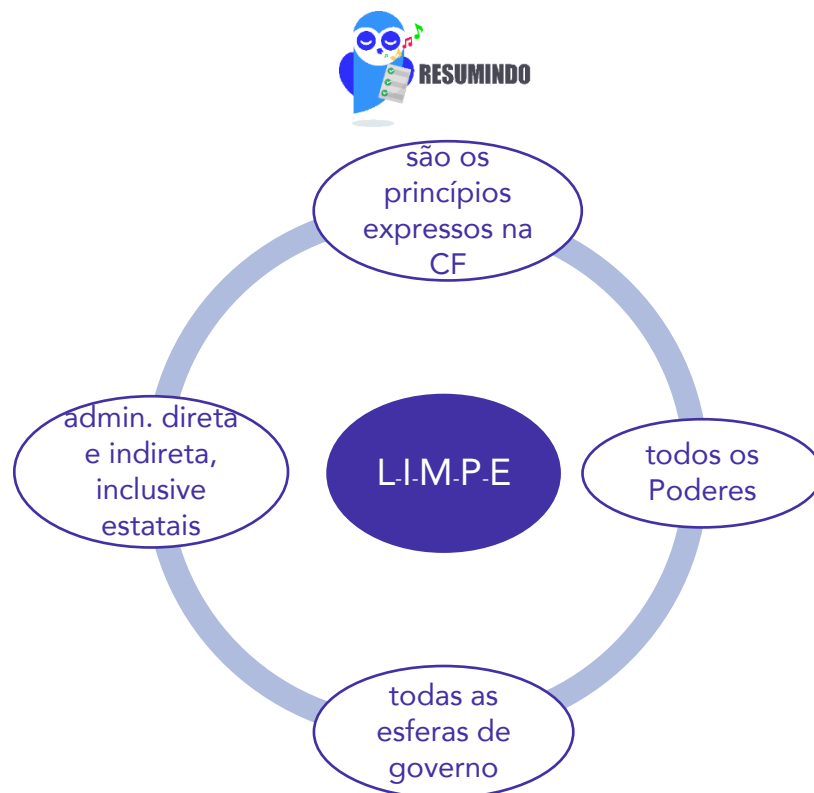 RESUMINDO
são os
princípios
expressos na
CF
admin. direta
e indireta,
inclusive
estatais
L-I-M-P-E
todos os
Poderes
todas as
esferas de
governo